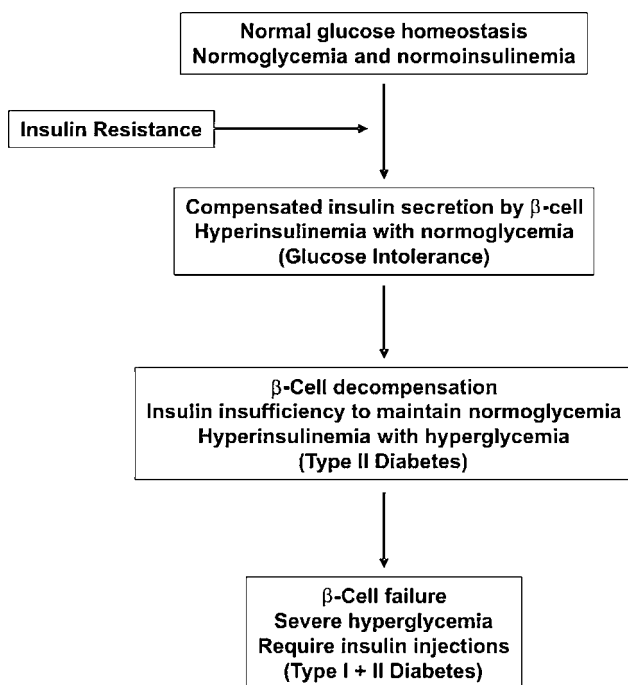 Normal glucose homeostasis
Normoglycemia and normoinsulinemia
Insulin Resistance
Compensated insulin secretion by β-cell
Hyperinsulinemia with normoglycemia
(Glucose Intolerance)
β-Cell decompensation
Insulin insufficiency to maintain normoglycemia
Hyperinsulinemia with hyperglycemia
(Type II Diabetes)
β-Cell failure
Severe hyperglycemia
Require insulin injections
(Type I + II Diabetes)